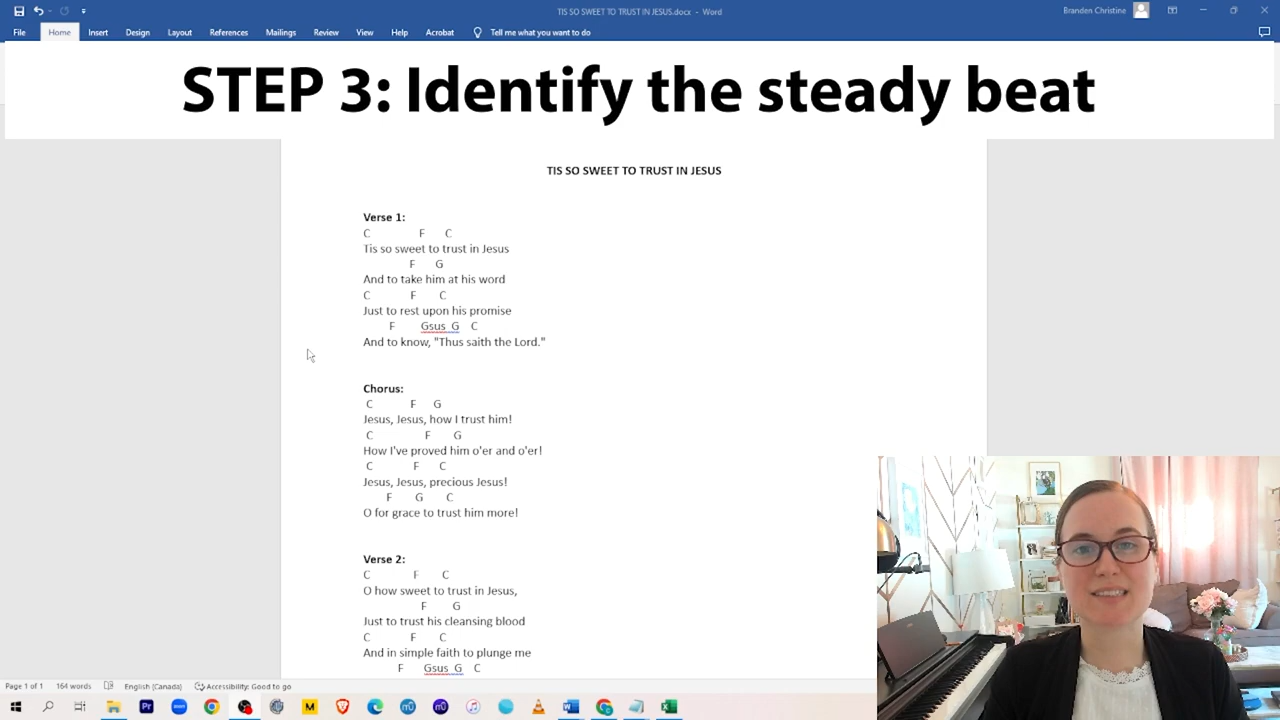 TIS SO SWEET TO TRUST IN JESUS.docx - Word
Branden Christine
File Home Insert Design Layout References Mailings Review View Help Acrobat Tell me what you want to do
STEP 3: Identify the steady beat
TIS SO SWEET TO TRUST IN JESUS
Verse 1:
C F C
Tis so sweet to trust in Jesus
F G
And to take him at his word
C F C
Just to rest upon his promise
F Gsus G C
And to know, "Thus saith the Lord."
Chorus:
C F G
Jesus, Jesus, how I trust him!
C F G
How I've proved him o'er and o'er!
C F C
Jesus, Jesus, precious Jesus!
F G C
O for grace to trust him more!
Verse 2:
C F C
O how sweet to trust in Jesus,
F G
Just to trust his cleansing blood
C F C
And in simple faith to plunge me
F Gsus G C
Page 1 of 1 164 words English (Canada) Accessibility: Good to go